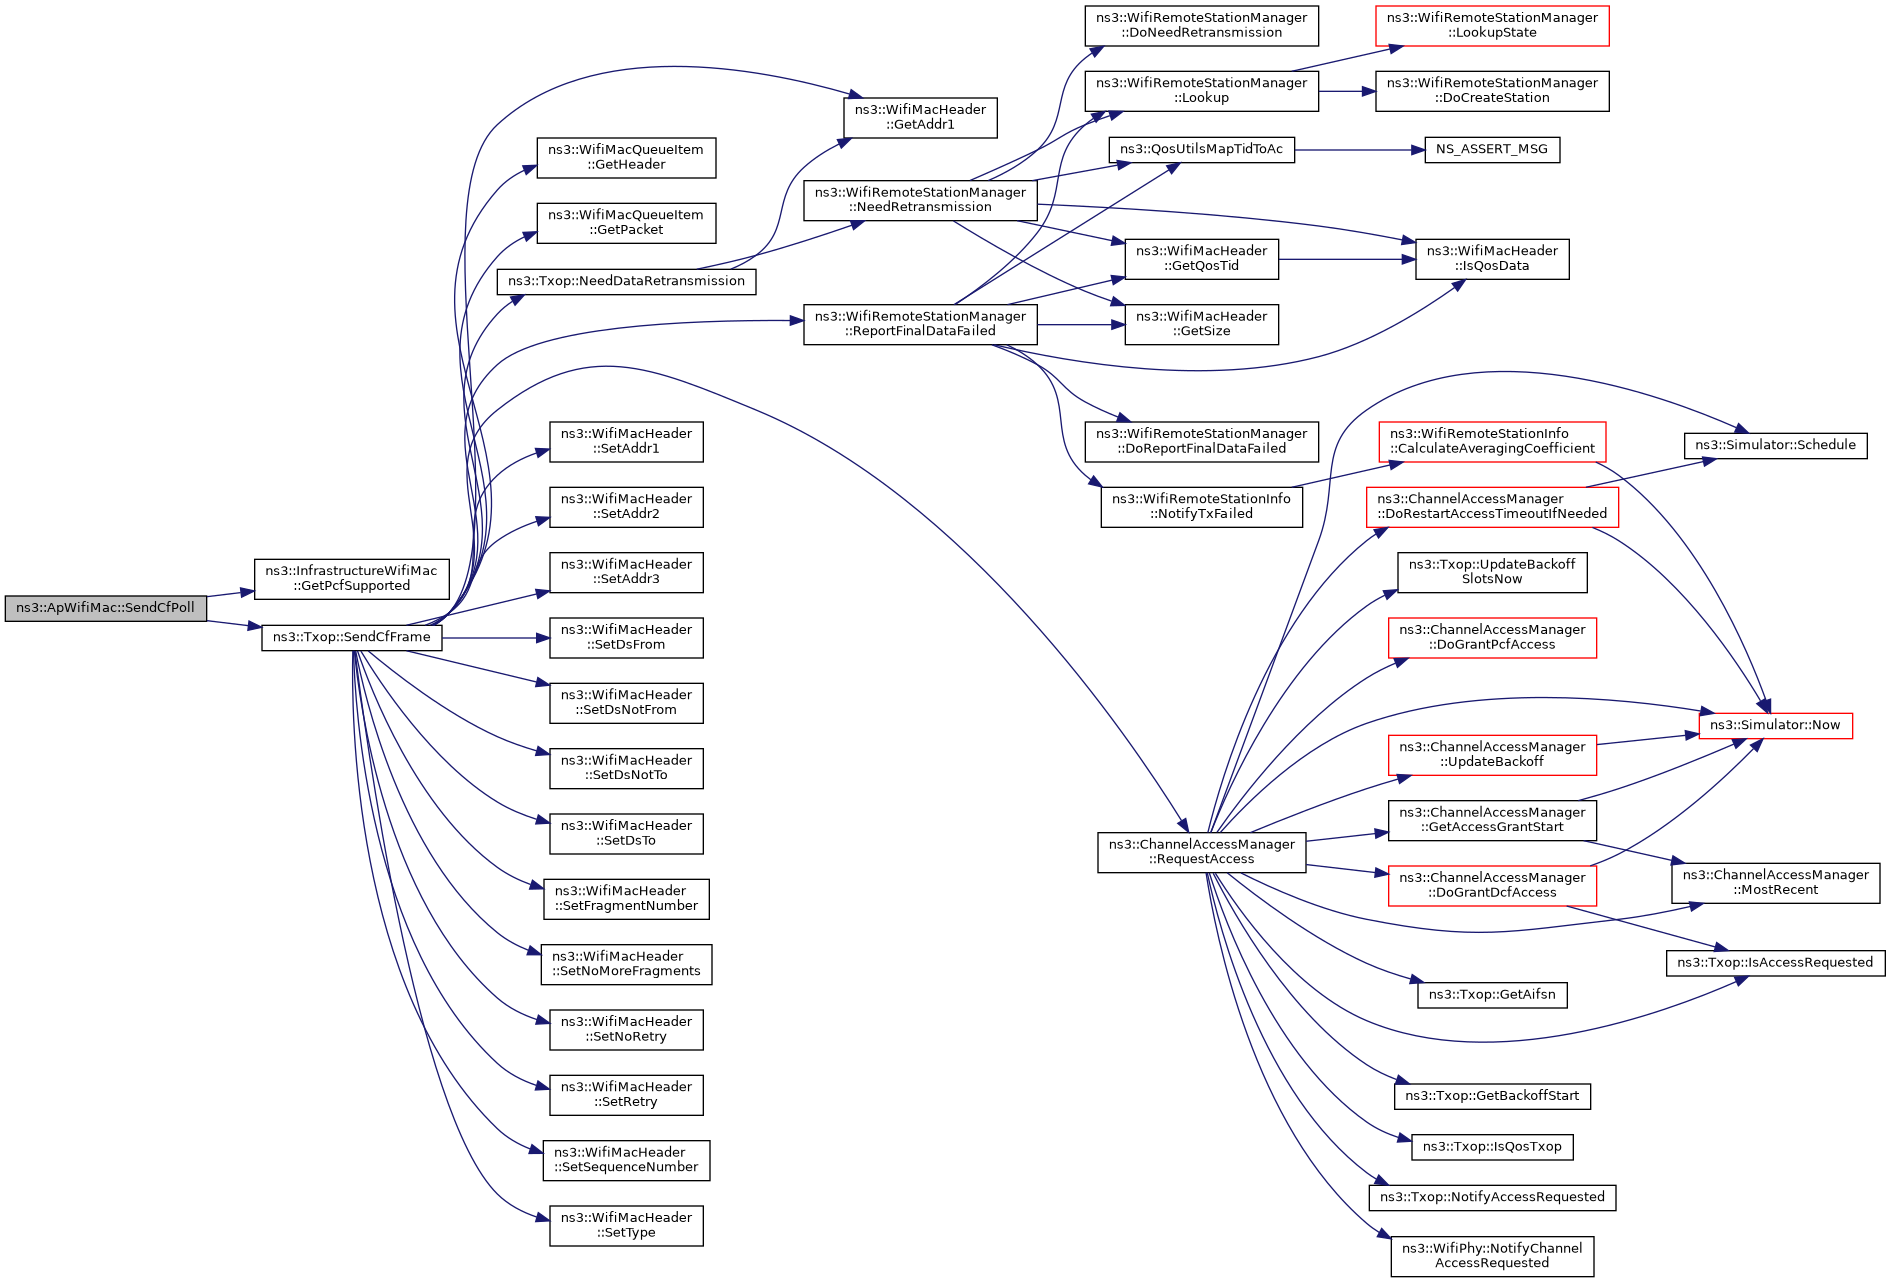 ns3::ApWifiMac::SendCfPoll
ns3::InfrastructureWifiMac
::GetPcfSupported
ns3::Txop::SendCfFrame
ns3::WifiMacQueueItem
::GetHeader
ns3::WifiMacQueueItem
::GetPacket
ns3::Txop::NeedDataRetransmission
ns3::WifiMacHeader
::SetAddr1
ns3::WifiMacHeader
::SetAddr2
ns3::WifiMacHeader
::SetAddr3
ns3::WifiMacHeader
::SetDsFrom
ns3::WifiMacHeader
::SetDsNotFrom
ns3::WifiMacHeader
::SetDsNotTo
ns3::WifiMacHeader
::SetDsTo
ns3::WifiMacHeader
::SetFragmentNumber
ns3::WifiMacHeader
::SetNoMoreFragments
ns3::WifiMacHeader
::SetNoRetry
ns3::WifiMacHeader
::SetRetry
ns3::WifiMacHeader
::SetSequenceNumber
ns3::WifiMacHeader
::SetType
ns3::WifiMacHeader
::GetAddr1
ns3::WifiRemoteStationManager
::NeedRetransmission
ns3::WifiRemoteStationManager
::ReportFinalDataFailed
ns3::WifiRemoteStationManager
::DoNeedRetransmission
ns3::WifiRemoteStationManager
::Lookup
ns3::QosUtilsMapTidToAc
ns3::WifiMacHeader
::GetQosTid
ns3::WifiMacHeader
::GetSize
ns3::WifiRemoteStationManager
::DoReportFinalDataFailed
ns3::WifiRemoteStationInfo
::NotifyTxFailed
ns3::ChannelAccessManager
::RequestAccess
ns3::WifiRemoteStationManager
::LookupState
ns3::WifiRemoteStationManager
::DoCreateStation
NS_ASSERT_MSG
ns3::WifiMacHeader
::IsQosData
ns3::WifiRemoteStationInfo
::CalculateAveragingCoefficient
ns3::ChannelAccessManager
::DoRestartAccessTimeoutIfNeeded
ns3::Txop::UpdateBackoff
SlotsNow
ns3::ChannelAccessManager
::DoGrantPcfAccess
ns3::ChannelAccessManager
::UpdateBackoff
ns3::ChannelAccessManager
::GetAccessGrantStart
ns3::ChannelAccessManager
::DoGrantDcfAccess
ns3::Txop::GetAifsn
ns3::Txop::GetBackoffStart
ns3::Txop::IsQosTxop
ns3::Txop::NotifyAccessRequested
ns3::WifiPhy::NotifyChannel
AccessRequested
ns3::Simulator::Schedule
ns3::Simulator::Now
ns3::ChannelAccessManager
::MostRecent
ns3::Txop::IsAccessRequested